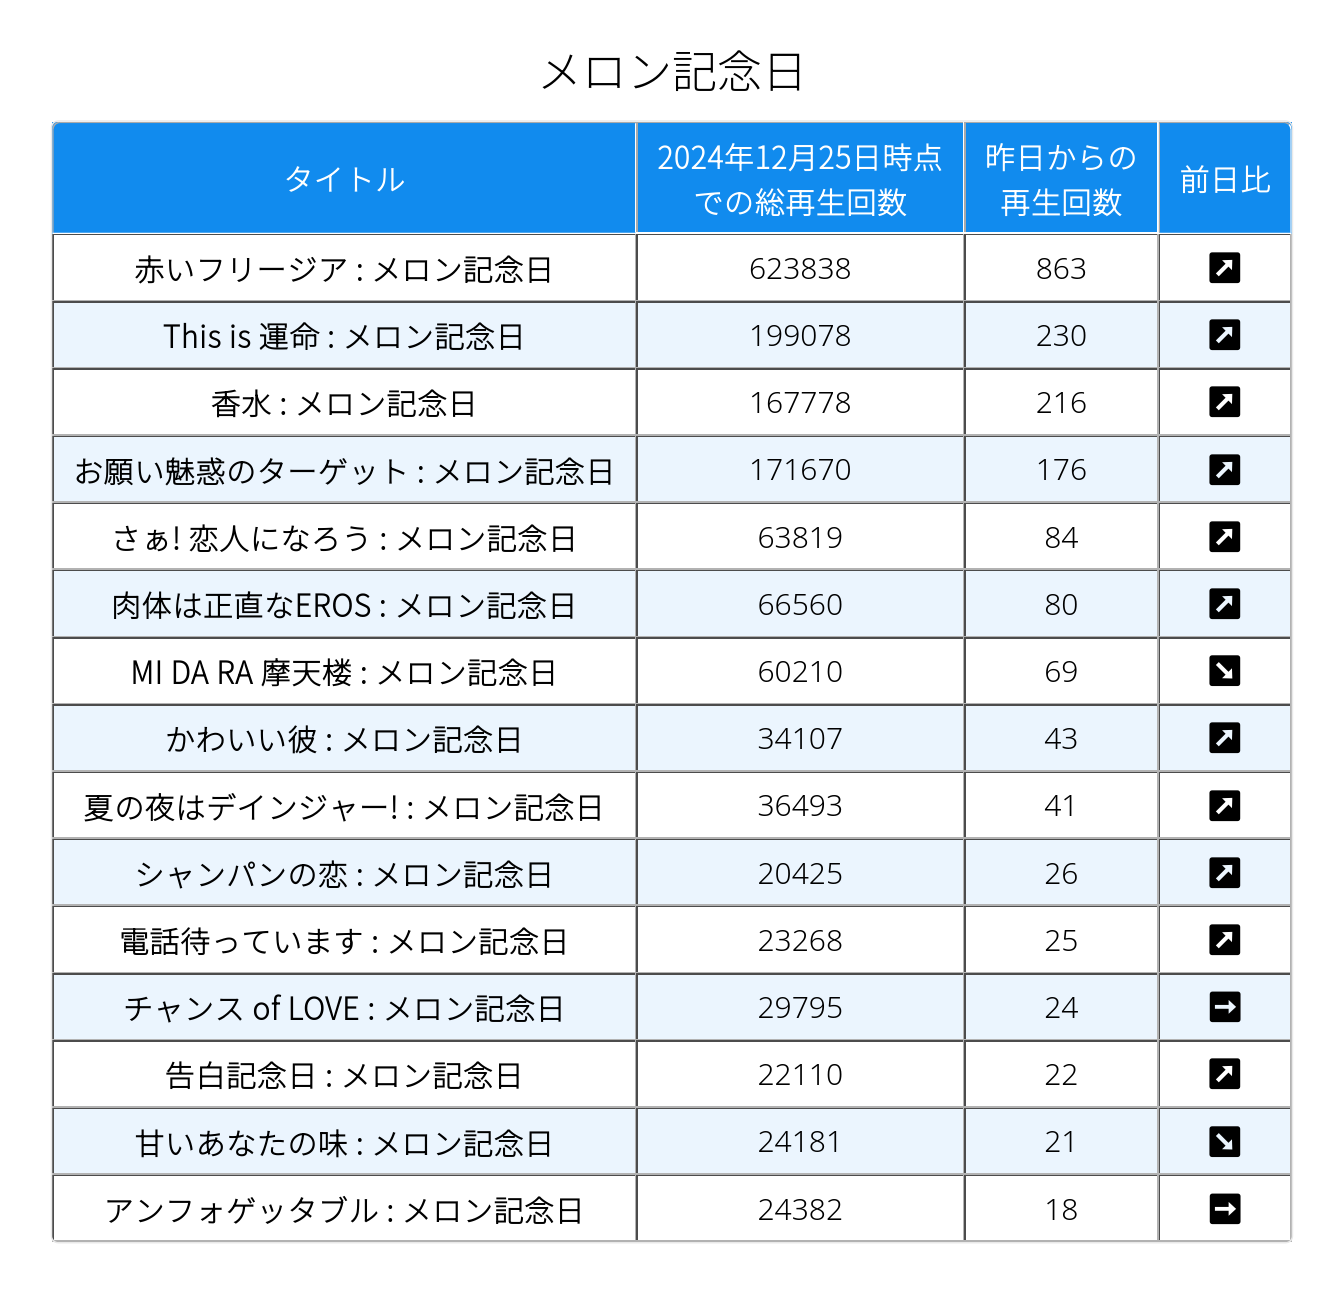 メロン記念日
タイトル 2024年12月25日時点での総再生回数 昨日からの再生回数 前日比
赤いフリージア : メロン記念日 623838 863 ↗
This is 運命 : メロン記念日 199078 230 ↗
香水 : メロン記念日 167778 216 ↗
お願い魅惑のターゲット : メロン記念日 171670 176 ↗
さぁ! 恋人になろう : メロン記念日 63819 84 ↗
肉体は正直なEROS : メロン記念日 66560 80 ↗
MI DA RA 摩天楼 : メロン記念日 60210 69 ↘
かわいい彼 : メロン記念日 34107 43 ↗
夏の夜はデインジャー! : メロン記念日 36493 41 ↗
シャンパンの恋 : メロン記念日 20425 26 ↗
電話待っています : メロン記念日 23268 25 ↗
チャンス of LOVE : メロン記念日 29795 24 →
告白記念日 : メロン記念日 22110 22 ↗
甘いあなたの味 : メロン記念日 24181 21 ↘
アンフォゲッタブル : メロン記念日 24382 18 →